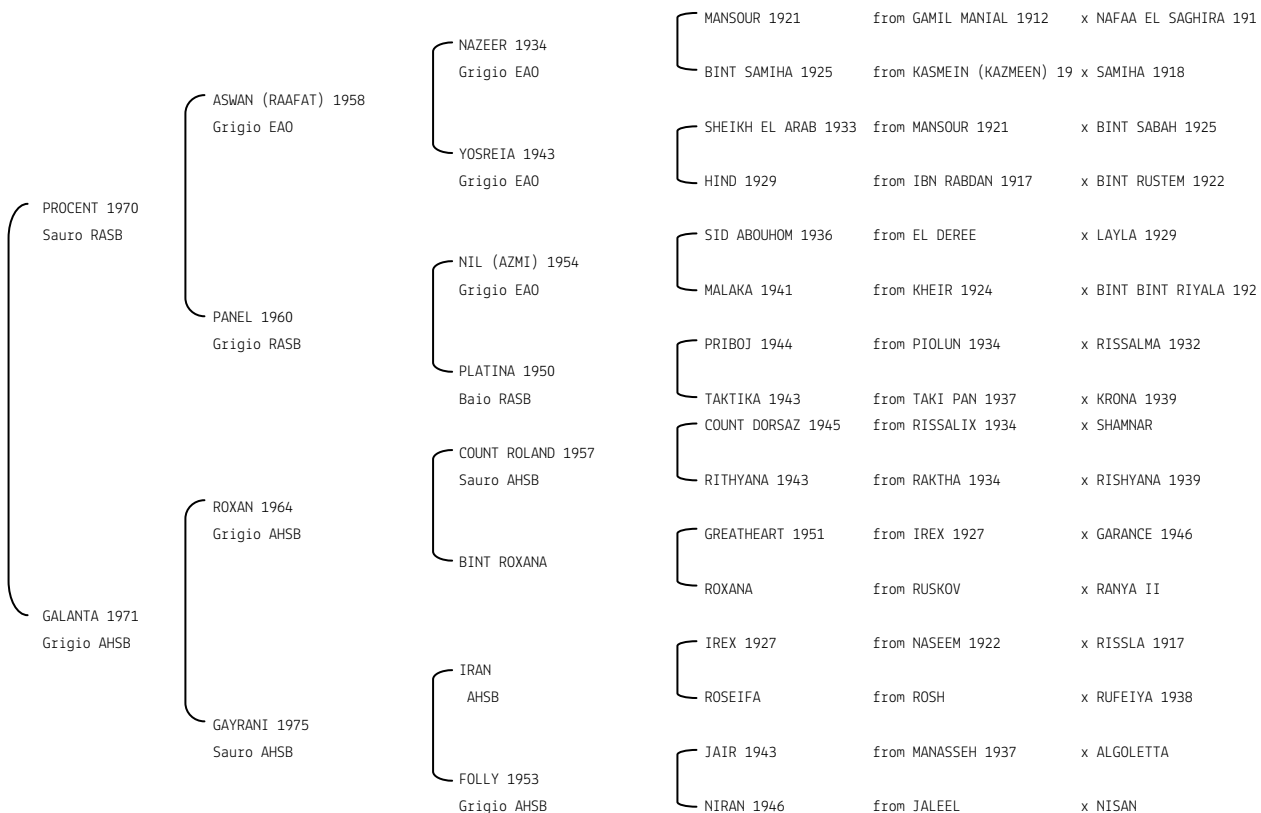 MANSOUR 1921 from GAMIL MANIAL 1912 x NAFAA EL SAGHIRA 191
NAZEER 1934
Grigio EAO
BINT SAMIHA 1925 from KASMEIN (KAZMEEN) 19 x SAMIHA 1918
ASWAN (RAAFAT) 1958
Grigio EAO
SHEIKH EL ARAB 1933 from MANSOUR 1921 x BINT SABAH 1925
YOSREIA 1943
Grigio EAO
HIND 1929 from IBN RABDAN 1917 x BINT RUSTEM 1922
PROCENT 1970
Sauro RASB
SID ABOUHOM 1936 from EL DEREE x LAYLA 1929
NIL (AZMI) 1954
Grigio EAO
MALAKA 1941 from KHEIR 1924 x BINT BINT RIYALA 192
PANEL 1960
Grigio RASB
PRIBOJ 1944 from PIOLUN 1934 x RISSALMA 1932
PLATINA 1950
Baio RASB
TAKTIKA 1943 from TAKI PAN 1937 x KRONA 1939
COUNT DORSAZ 1945 from RISSALIX 1934 x SHAMNAR
COUNT ROLAND 1957
Sauro AHSB
RITHYANA 1943 from RAKTHA 1934 x RISHYANA 1939
ROXAN 1964
Grigio AHSB
GREATHEART 1951 from IREX 1927 x GARANCE 1946
BINT ROXANA
ROXANA from RUSKOV x RANYA II
GALANTA 1971
Grigio AHSB
IREX 1927 from NASEEM 1922 x RISSLA 1917
IRAN
AHSB
ROSEIFA from ROSH x RUFEIYA 1938
GAYRANI 1975
Sauro AHSB
JAIR 1943 from MANASSEH 1937 x ALGOLETTA
FOLLY 1953
Grigio AHSB
NIRAN 1946 from JALEEL x NISAN